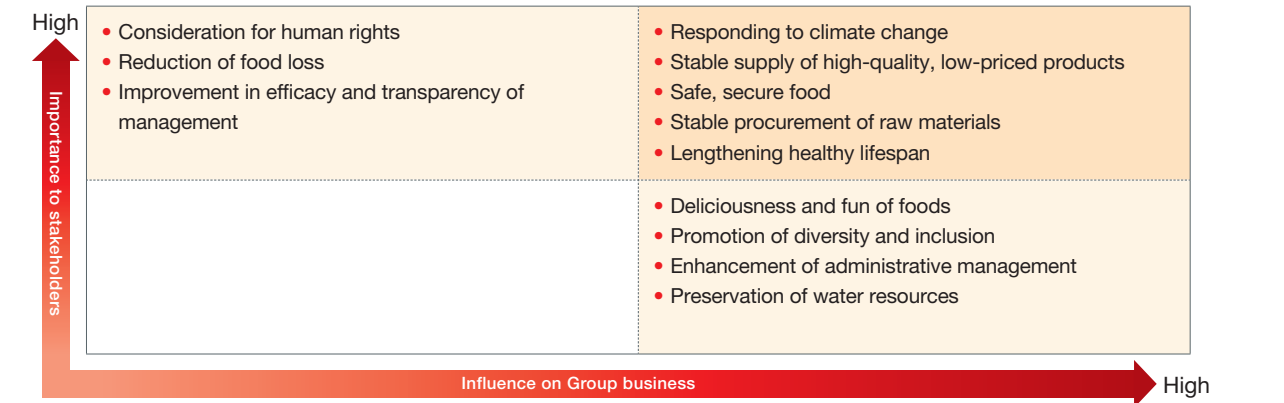 High
Importance to stakeholders
• Consideration for human rights
• Reduction of food loss
• Improvement in efficacy and transparency of
management
• Responding to climate change
• Stable supply of high-quality, low-priced products
• Safe, secure food
• Stable procurement of raw materials
• Lengthening healthy lifespan
• Deliciousness and fun of foods
• Promotion of diversity and inclusion
• Enhancement of administrative management
• Preservation of water resources
Influence on Group business
High